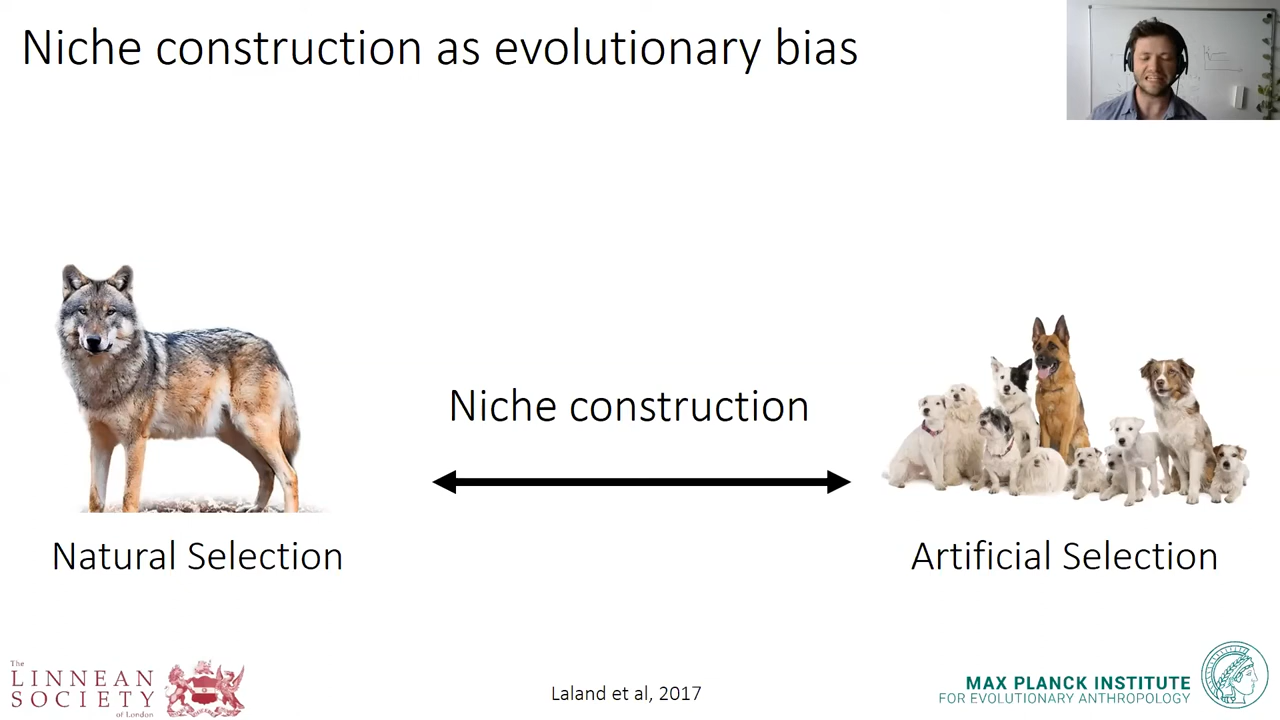 Niche construction as evolutionary bias
Niche construction
Natural Selection
Artificial Selection
The
LINNEAN
SOCIETY
of London
Laland et al, 2017
MAX PLANCK INSTITUTE
FOR EVOLUTIONARY ANTHROPOLOGY